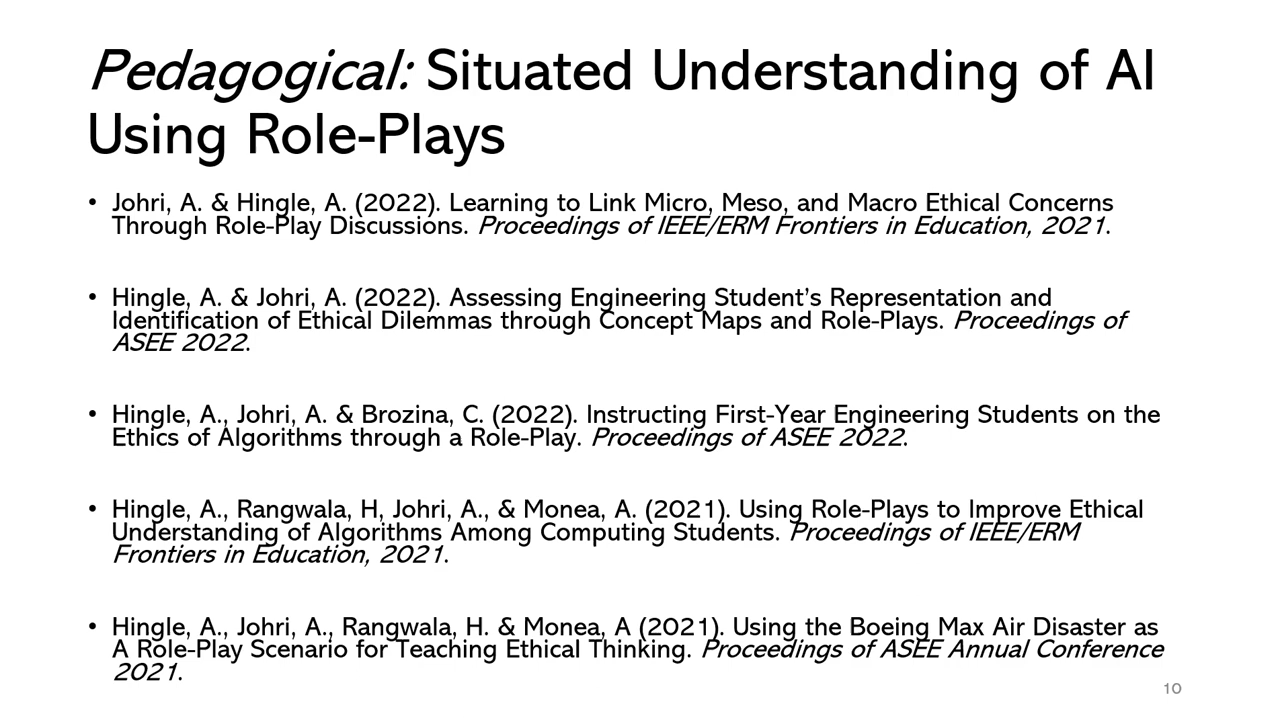 Pedagogical: Situated Understanding of AI
Using Role-Plays
• Johri, A. & Hingle, A. (2022). Learning to Link Micro, Meso, and Macro Ethical Concerns
Through Role-Play Discussions. Proceedings of IEEE/ERM Frontiers in Education, 2021.
• Hingle, A. & Johri, A. (2022). Assessing Engineering Student’s Representation and
Identification of Ethical Dilemmas through Concept Maps and Role-Plays. Proceedings of
ASEE 2022.
• Hingle, A., Johri, A. & Brozina, C. (2022). Instructing First-Year Engineering Students on the
Ethics of Algorithms through a Role-Play. Proceedings of ASEE 2022.
• Hingle, A., Rangwala, H, Johri, A., & Monea, A. (2021). Using Role-Plays to Improve Ethical
Understanding of Algorithms Among Computing Students. Proceedings of IEEE/ERM
Frontiers in Education, 2021.
• Hingle, A., Johri, A., Rangwala, H. & Monea, A (2021). Using the Boeing Max Air Disaster as
A Role-Play Scenario for Teaching Ethical Thinking. Proceedings of ASEE Annual Conference
2021.
10